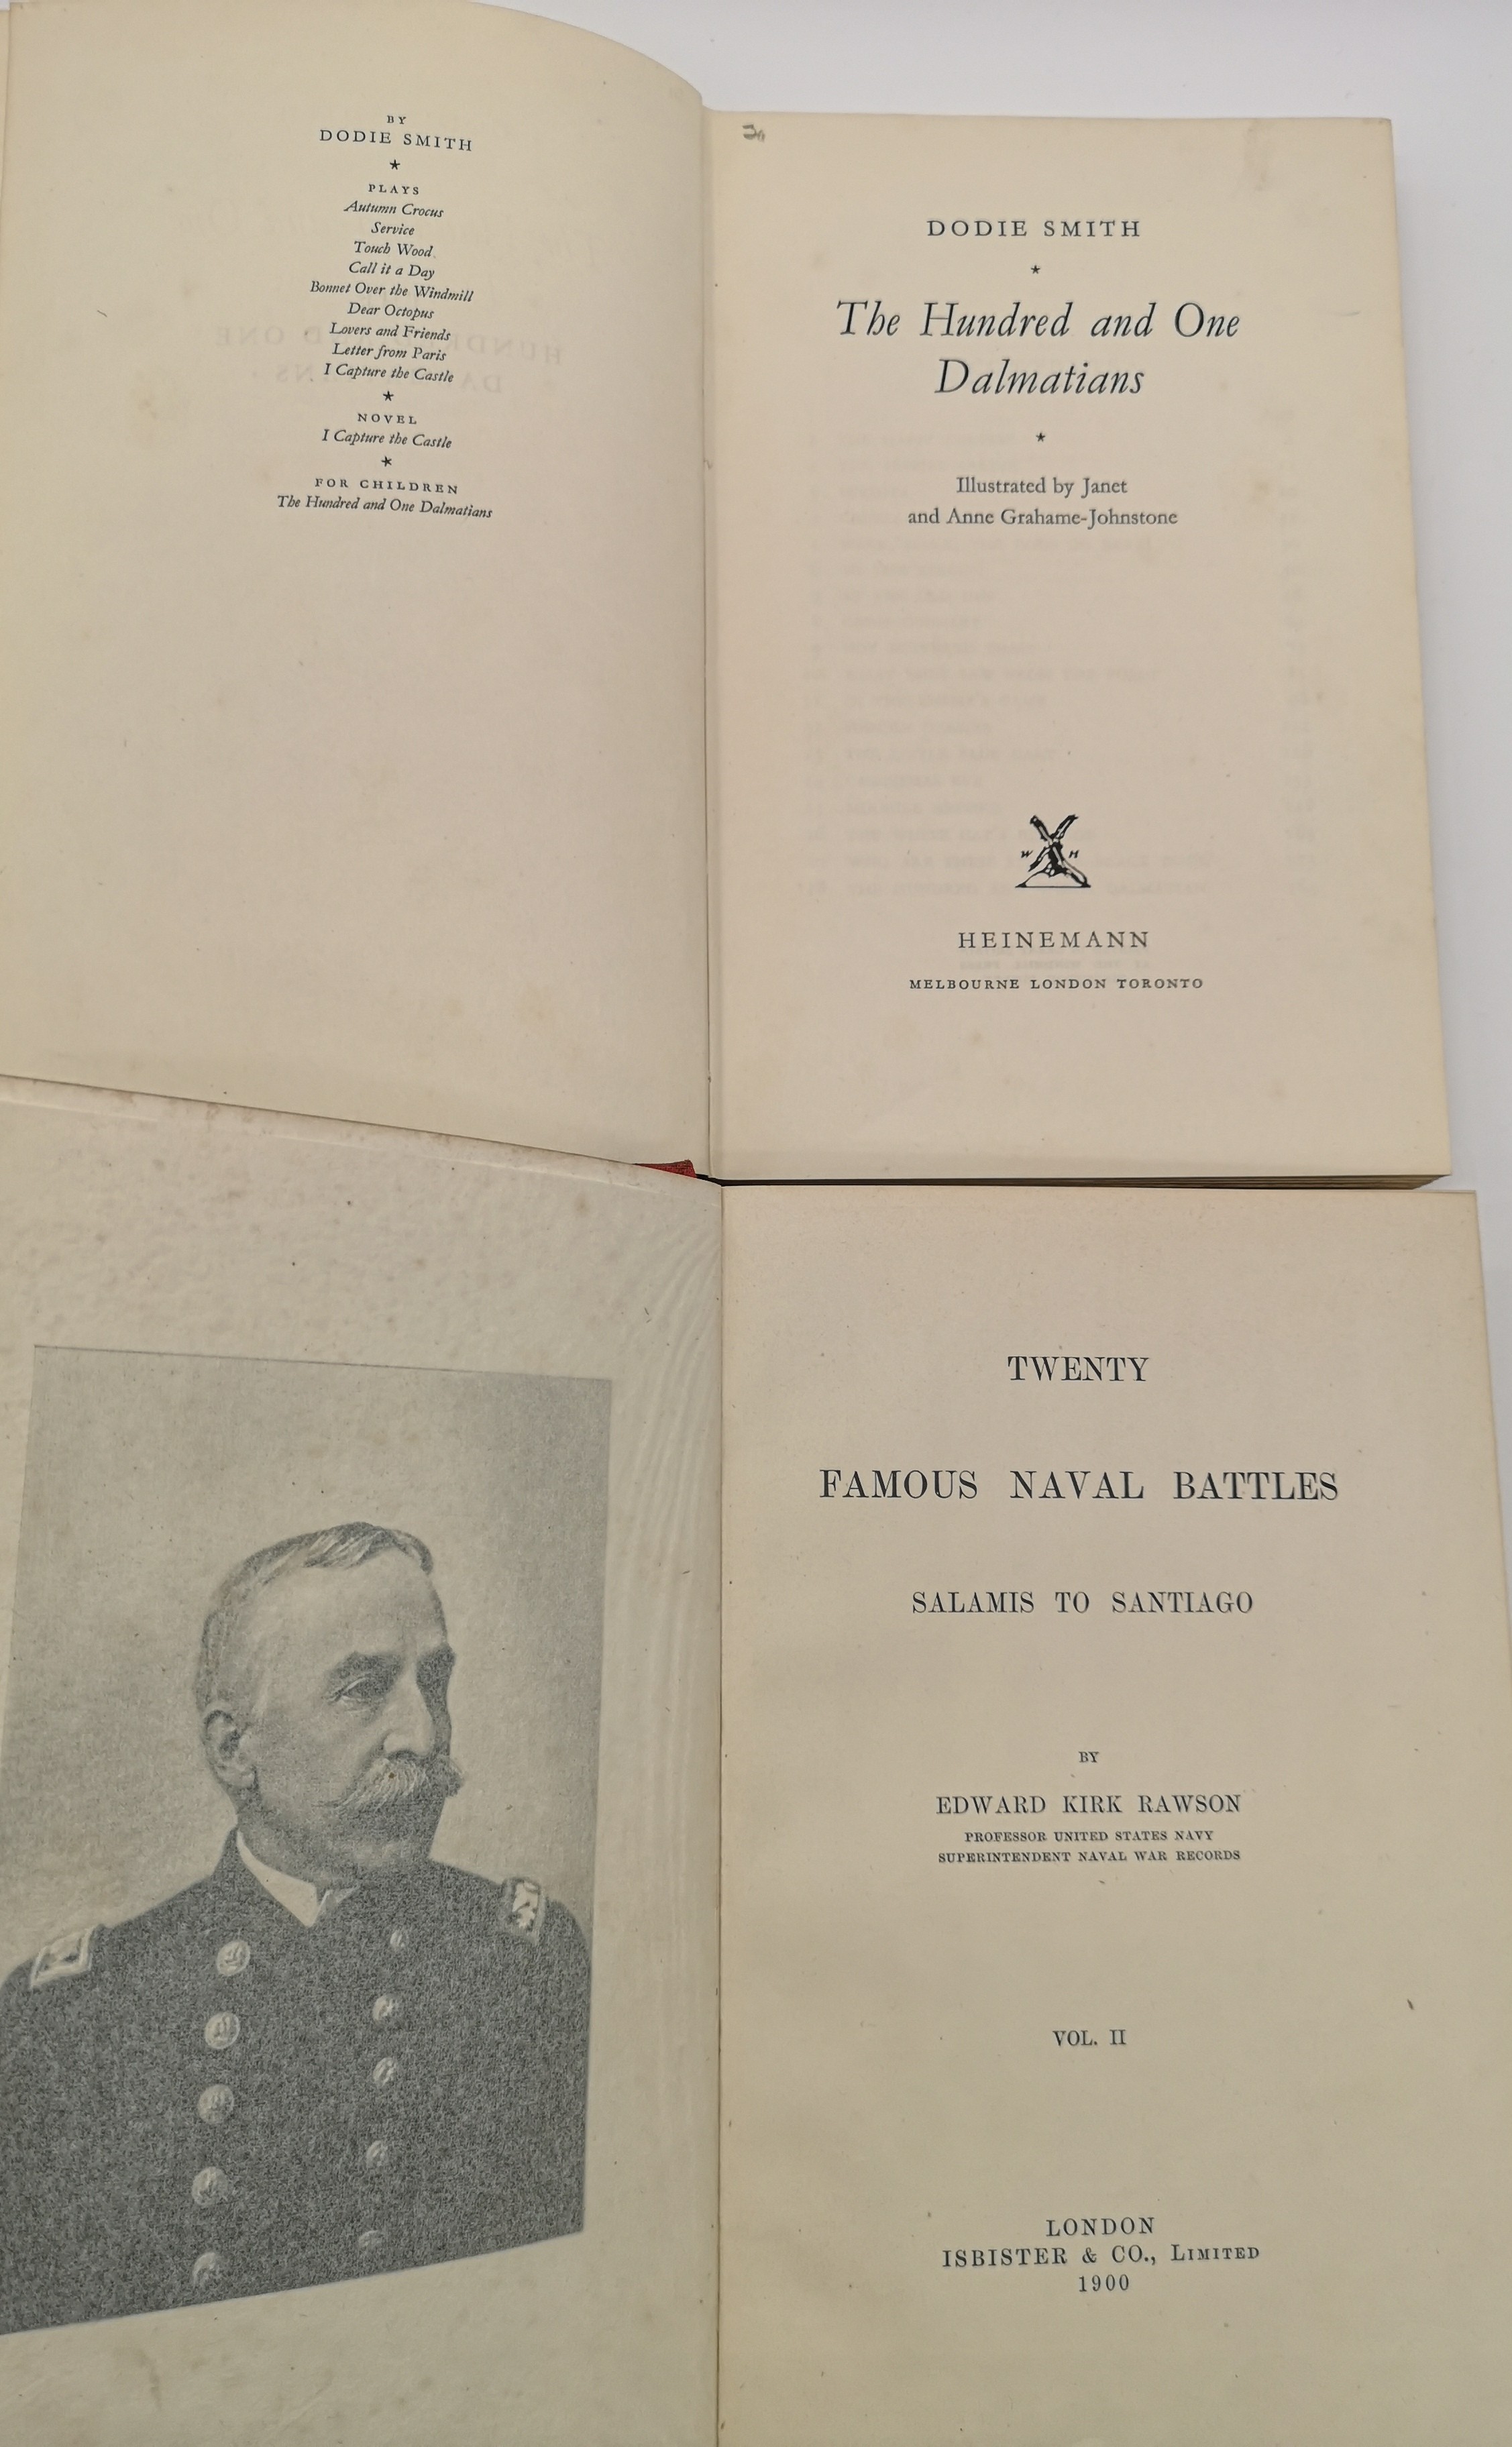 BY
DODIE SMITH
★
PLAYS
Autumn Crocus
Service
Touch Wood
Call it a Day
Bonnet Over the Windmill
Dear Octopus
Lovers and Friends
Letter from Paris
I Capture the Castle
★
NOVEL
I Capture the Castle
★
FOR CHILDREN
The Hundred and One Dalmatians
DODIE SMITH
★
The Hundred and One
Dalmatians
★
Illustrated by Janet
and Anne Grahame-Johnstone
W H
HEINEMANN
MELBOURNE LONDON TORONTO
TWENTY
FAMOUS NAVAL BATTLES
SALAMIS TO SANTIAGO
BY
EDWARD KIRK RAWSON
PROFESSOR UNITED STATES NAVY
SUPERINTENDENT NAVAL WAR RECORDS
VOL. II
LONDON
ISBISTER & CO., LIMITED
1900